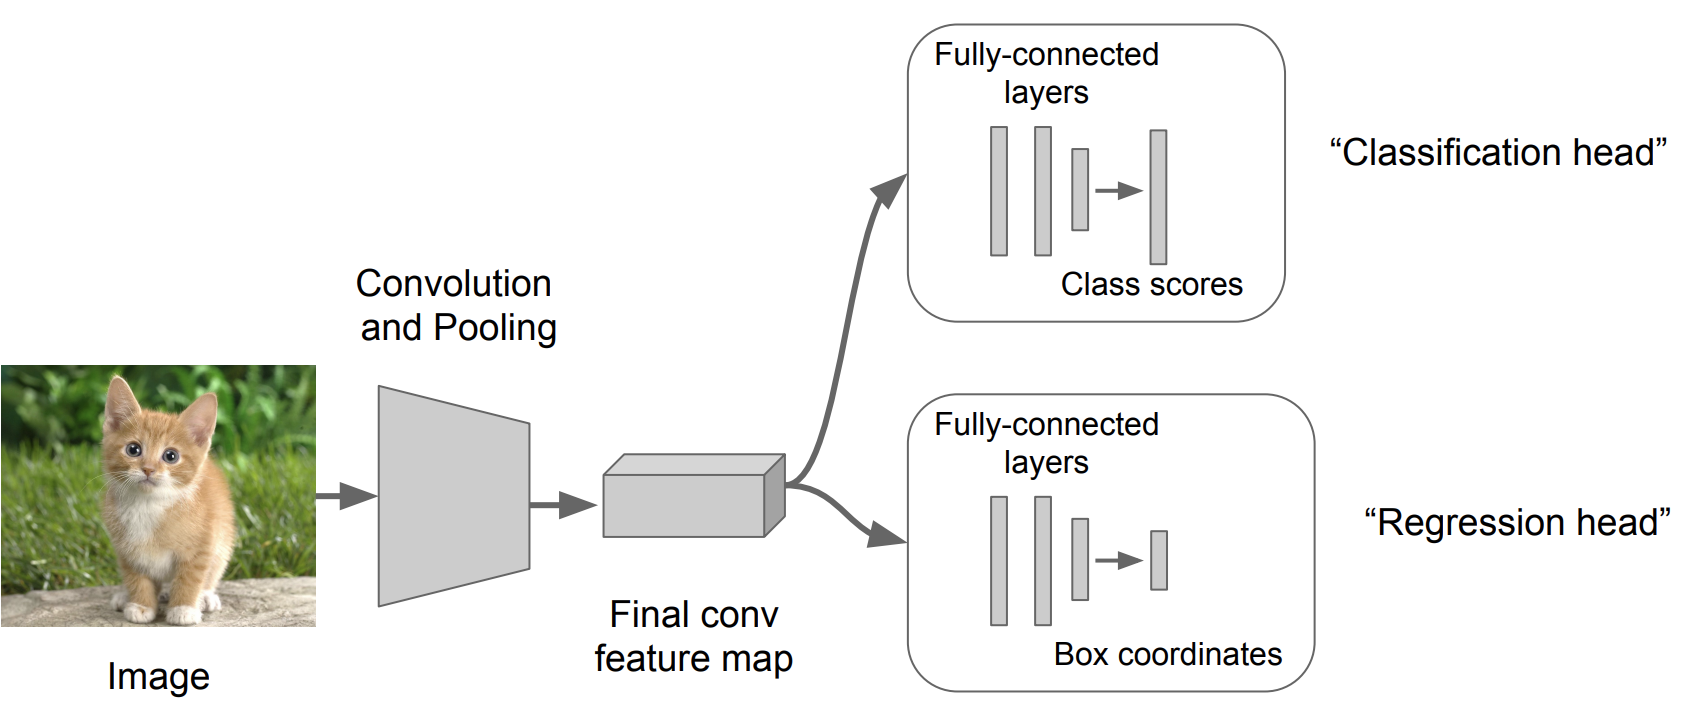 Fully-connected
layers
Class scores
“Classification head”
Convolution
and Pooling
Image
Final conv
feature map
Fully-connected
layers
Box coordinates
“Regression head”